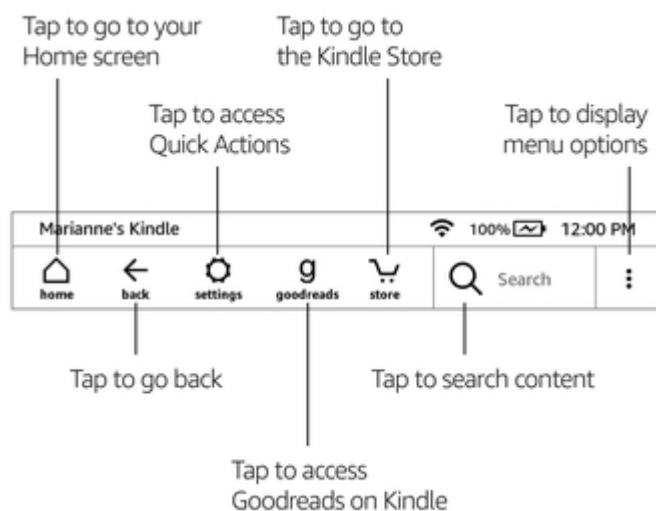 Tap to go to your
Home screen
Tap to go to
the Kindle Store
Tap to access
Quick Actions
Tap to display
menu options
Marianne's Kindle
100%
12:00 PM
home
back
settings
g
goodreads
store
Search
Tap to go back
Tap to search content
Tap to access
Goodreads on Kindle